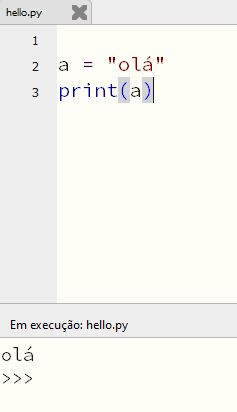 hello.py
1
2 a = "olá"
3 print(a)
Em execução: hello.py
olá
>>>